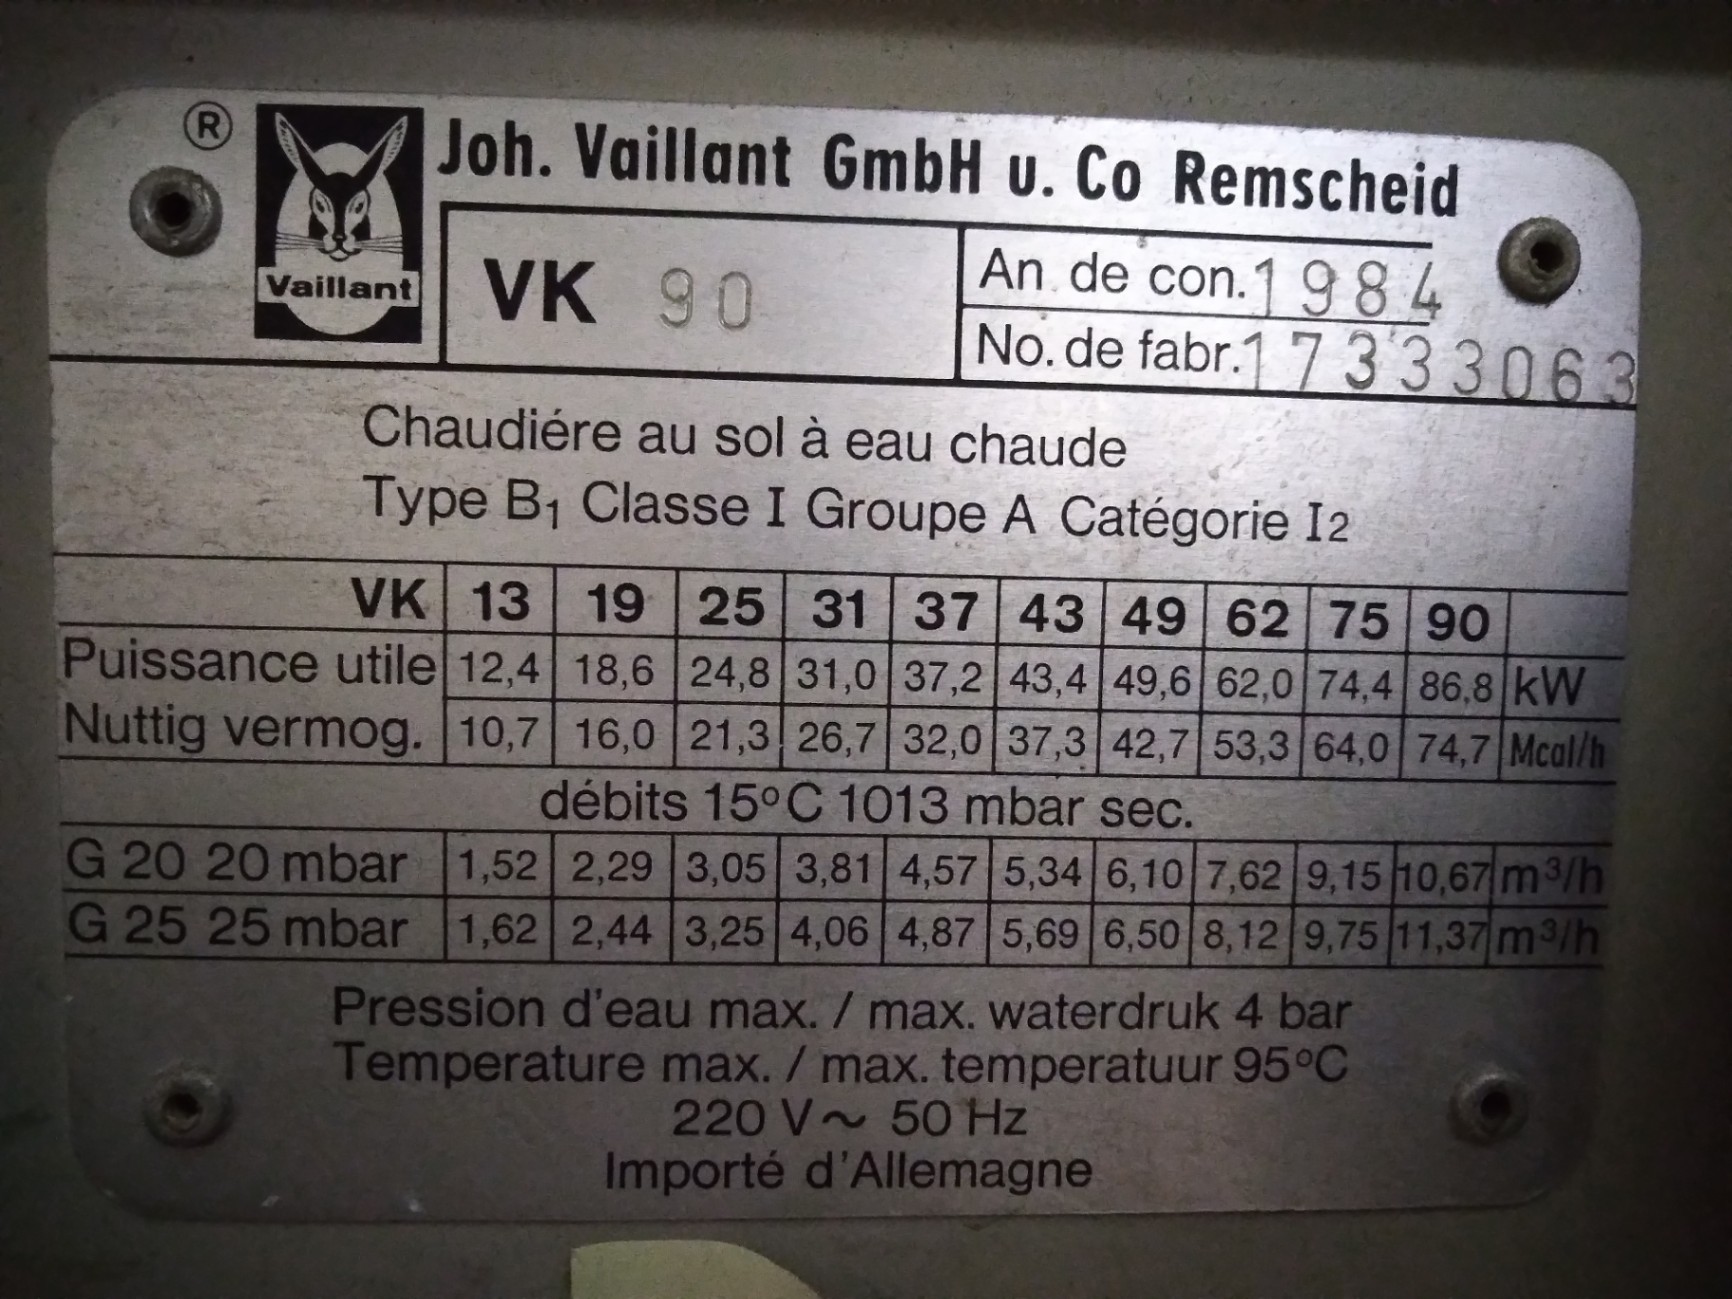 ®
Joh. Vaillant GmbH u. Co Remscheid
Vaillant
VK 90
An. de con. 1984
No. de fabr. 17333063
Chaudiére au sol à eau chaude
Type B1 Classe I Groupe A Catégorie I2
VK 13 19 25 31 37 43 49 62 75 90
Puissance utile 12,4 18,6 24,8 31,0 37,2 43,4 49,6 62,0 74,4 86,8 kW
Nuttig vermog. 10,7 16,0 21,3 26,7 32,0 37,3 42,7 53,3 64,0 74,7 Mcal/h
débits 15°C 1013 mbar sec.
G 20 20 mbar 1,52 2,29 3,05 3,81 4,57 5,34 6,10 7,62 9,15 10,67 m³/h
G 25 25 mbar 1,62 2,44 3,25 4,06 4,87 5,69 6,50 8,12 9,75 11,37 m³/h
Pression d'eau max. / max. waterdruk 4 bar
Temperature max. / max. temperatuur 95°C
220 V~ 50 Hz
Importé d'Allemagne